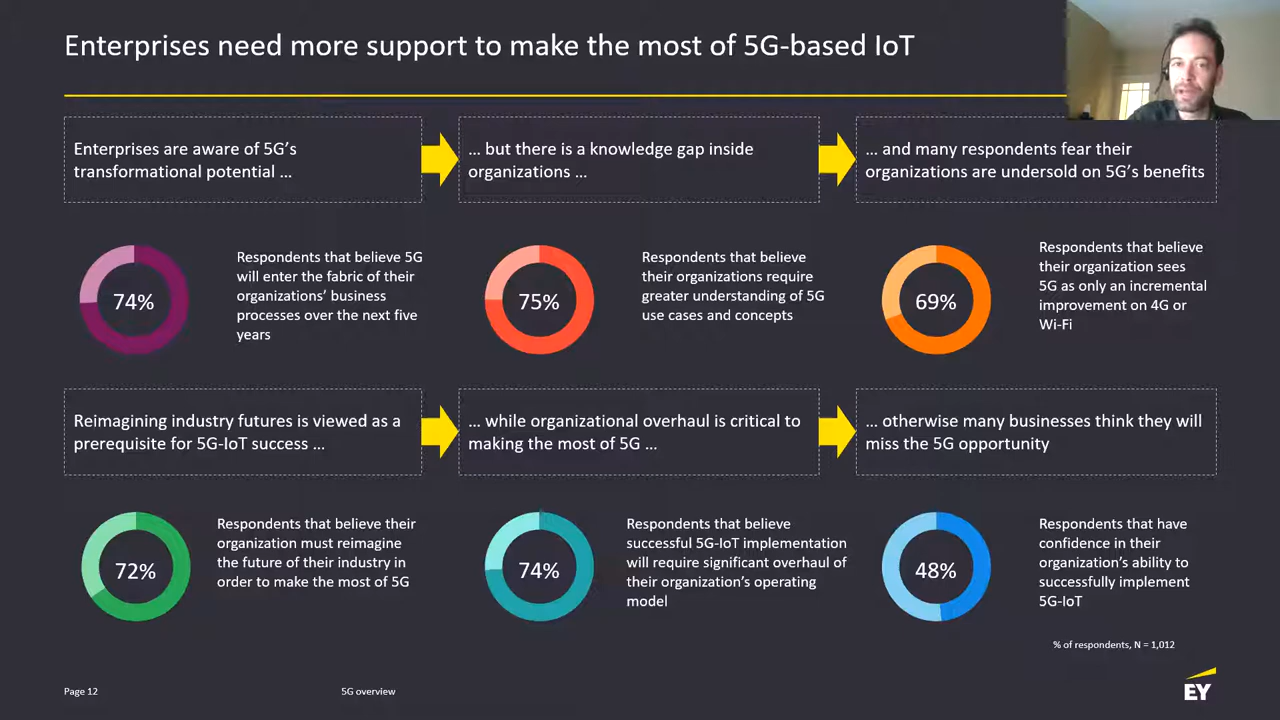 Enterprises need more support to make the most of 5G-based IoT
Enterprises are aware of 5G's
transformational potential ...
... but there is a knowledge gap inside
organizations ...
... and many respondents fear their
organizations are undersold on 5G's benefits
74%
Respondents that believe 5G
will enter the fabric of their
organizations' business
processes over the next five
years
75%
Respondents that believe
their organizations require
greater understanding of 5G
use cases and concepts
69%
Respondents that believe
their organization sees
5G as only an incremental
improvement on 4G or
Wi-Fi
Reimagining industry futures is viewed as a
prerequisite for 5G-IoT success ...
... while organizational overhaul is critical to
making the most of 5G ...
... otherwise many businesses think they will
miss the 5G opportunity
72%
Respondents that believe their
organization must reimagine
the future of their industry in
order to make the most of 5G
74%
Respondents that believe
successful 5G-IoT implementation
will require significant overhaul of
their organization's operating
model
48%
Respondents that have
confidence in their
organization's ability to
successfully implement
5G-IoT
% of respondents, N = 1,012
Page 12
5G overview
EY